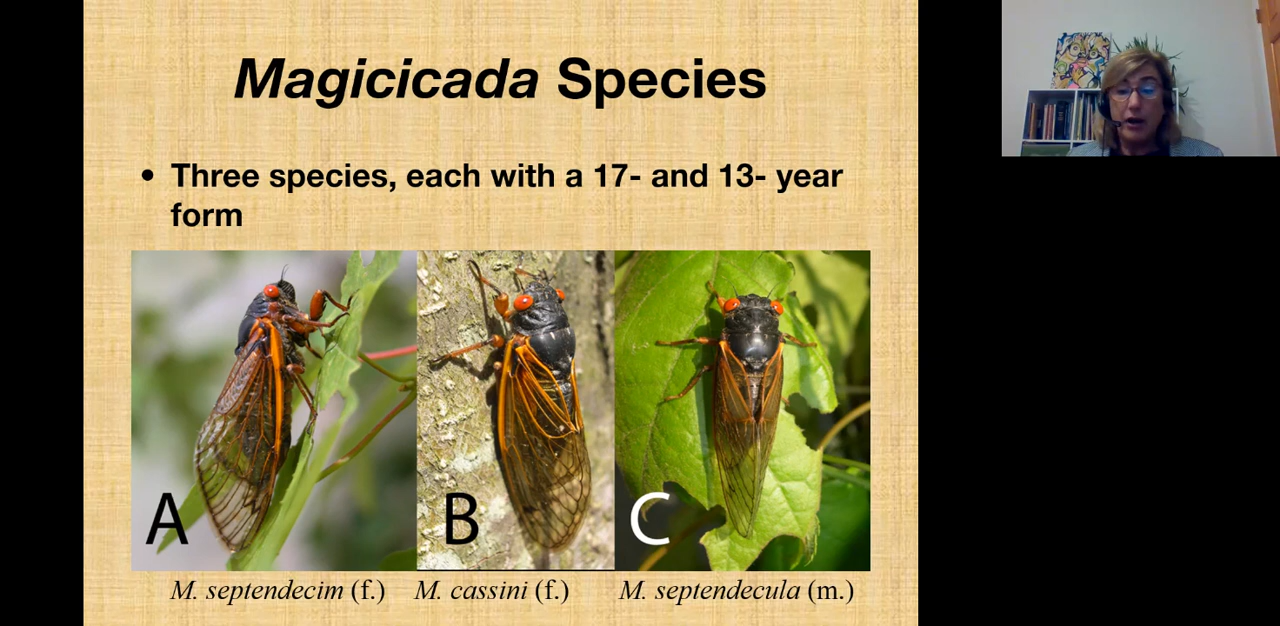 Magicicada Species
• Three species, each with a 17- and 13- year
form
A
B
C
M. septendecim (f.)
M. cassini (f.)
M. septendecula (m.)